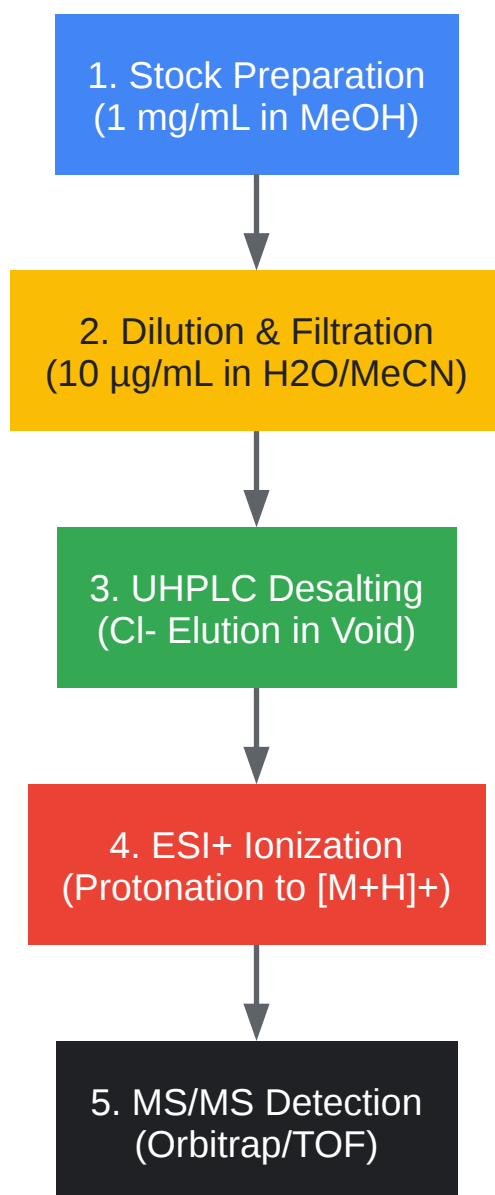 1. Stock Preparation
(1 mg/mL in MeOH)
2. Dilution & Filtration
(10 µg/mL in H2O/MeCN)
3. UHPLC Desalting
(Cl- Elution in Void)
4. ESI+ Ionization
(Protonation to [M+H]+)
5. MS/MS Detection
(Orbitrap/TOF)